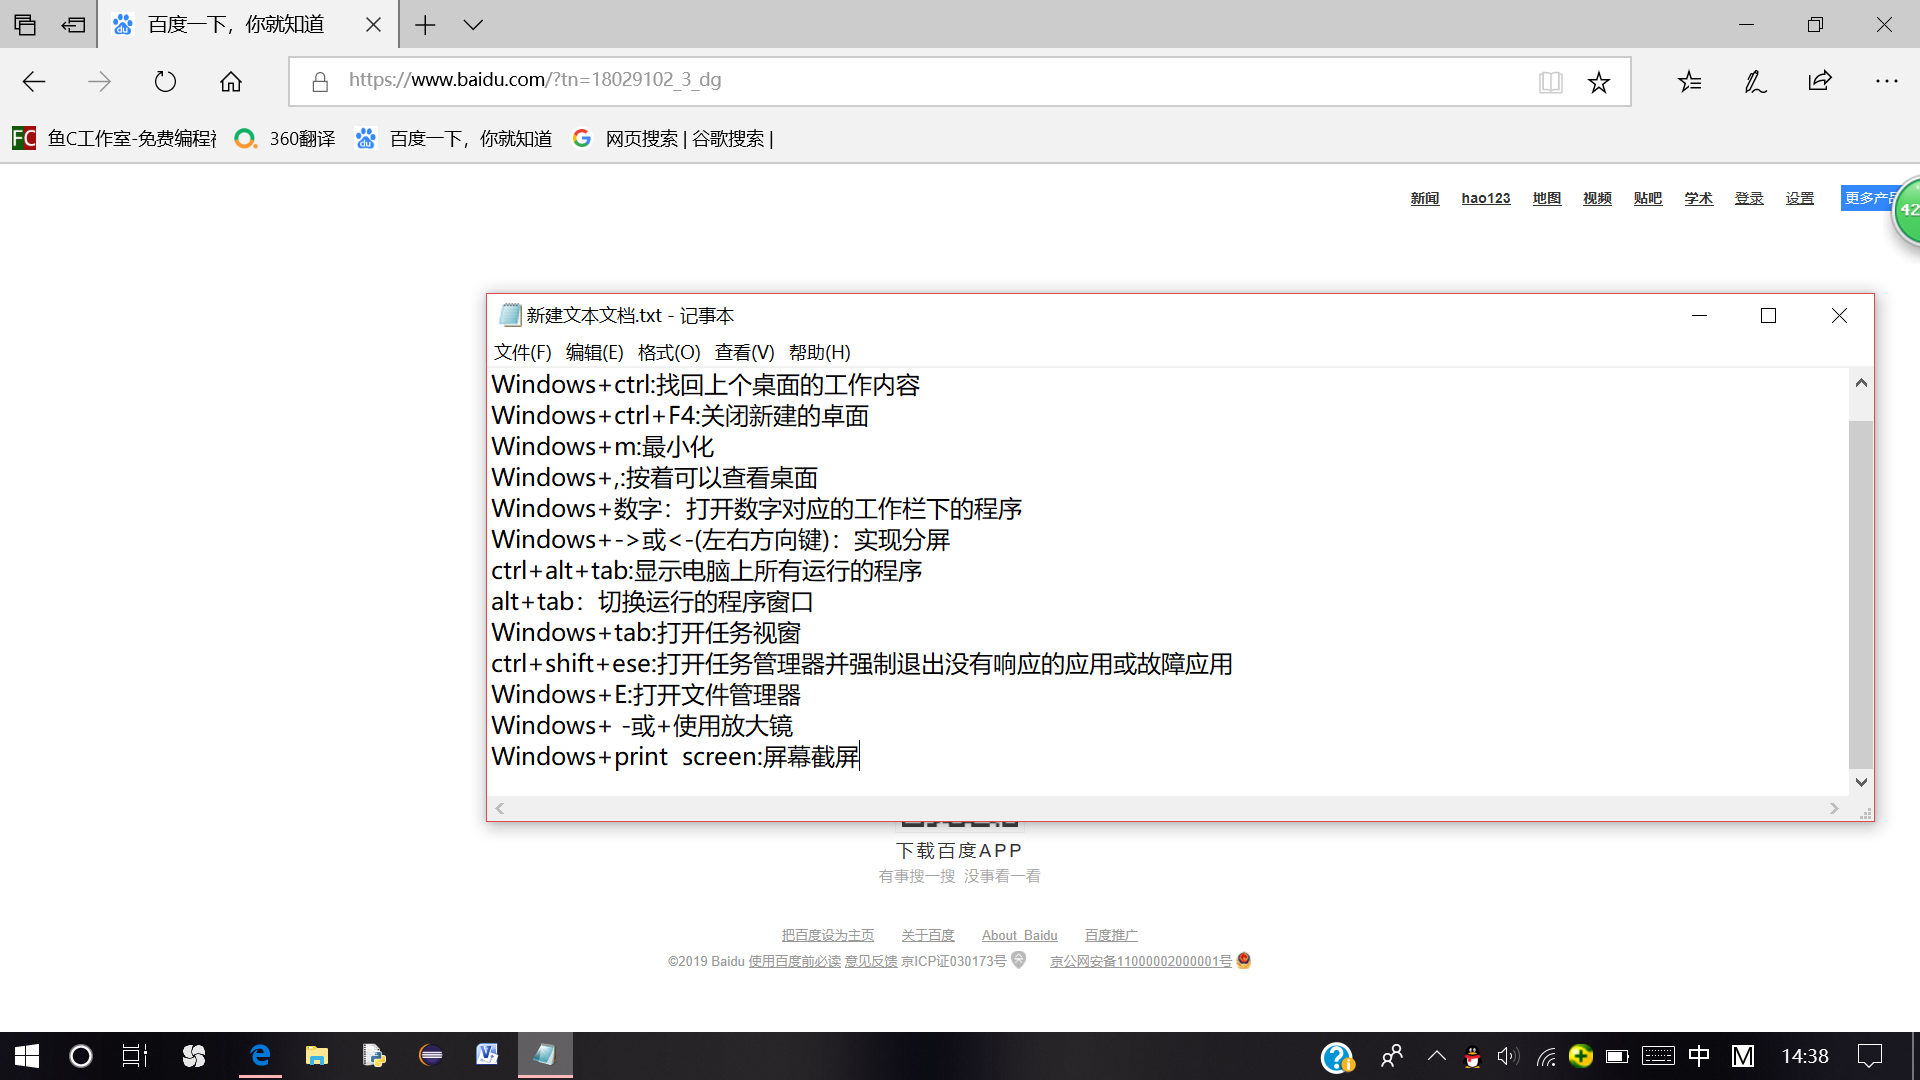 百度一下，你就知道
https://www.baidu.com/?tn=18029102_3_dg
FC 鱼C工作室-免费编程社 360翻译 百度一下，你就知道 网页搜索 | 谷歌搜索 |
新闻 hao123 地图 视频 贴吧 学术 登录 设置 更多产品
42
新建文本文档.txt - 记事本
文件(F) 编辑(E) 格式(O) 查看(V) 帮助(H)
Windows+ctrl:找回上个桌面的工作内容
Windows+ctrl+F4:关闭新建的卓面
Windows+m:最小化
Windows+,:按着可以查看桌面
Windows+数字：打开数字对应的工作栏下的程序
Windows+->或<-(左右方向键)：实现分屏
ctrl+alt+tab:显示电脑上所有运行的程序
alt+tab：切换运行的程序窗口
Windows+tab:打开任务视窗
ctrl+shift+ese:打开任务管理器并强制退出没有响应的应用或故障应用
Windows+E:打开文件管理器
Windows+ -或+使用放大镜
Windows+print  screen:屏幕截屏
下载百度APP
有事搜一搜 没事看一看
把百度设为主页 关于百度 About Baidu 百度推广
©2019 Baidu 使用百度前必读 意见反馈 京ICP证030173号 京公网安备11000002000001号
中 M 14:38